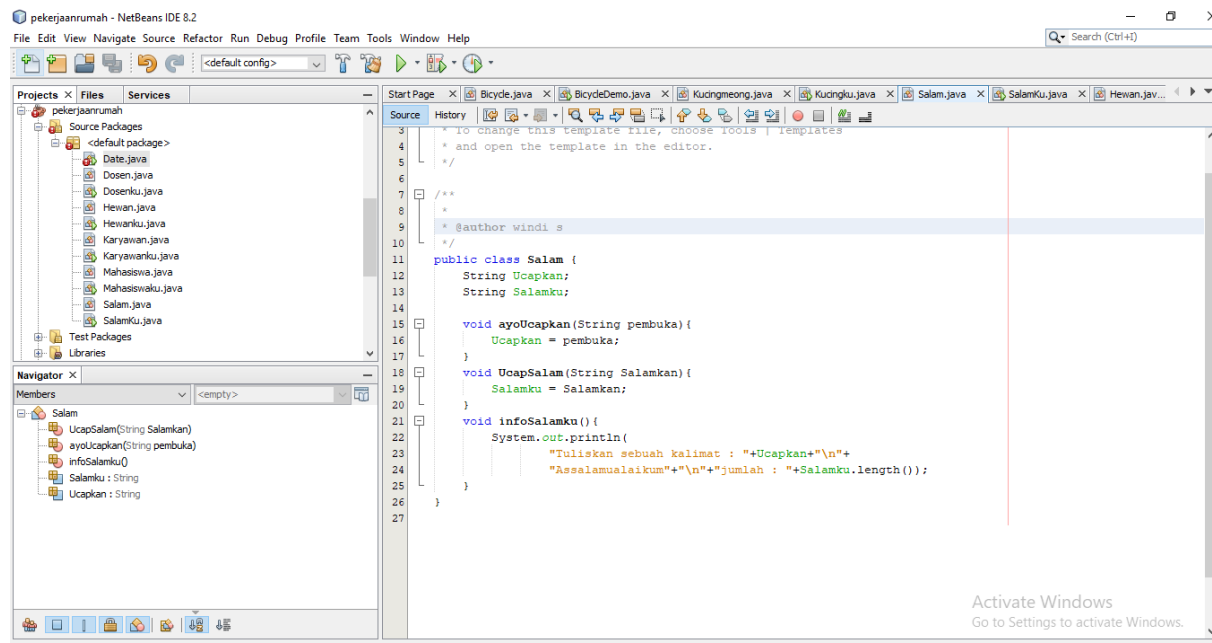 pekerjaanrumah - NetBeans IDE 8.2
File Edit View Navigate Source Refactor Run Debug Profile Team Tools Window Help
Search (Ctrl+I)
<default config>
Projects Files Services
pekerjaanrumah
Source Packages
<default package>
Date.java
Dosen.java
Dosenku.java
Hewan.java
Hewanku.java
Karyawan.java
Karyawanku.java
Mahasiswa.java
Mahasiswaku.java
Salam.java
SalamKu.java
Test Packages
Libraries
Navigator
Members <empty>
Salam
UcapSalam(String Salamkan)
ayoUcapkan(String pembuka)
infoSalamku()
Salamku : String
Ucapkan : String
Start Page Bicycle.java BicycleDemo.java Kucingmeong.java Kucingku.java Salam.java SalamKu.java Hewan.jav...
Source History
3 * To change this template file, choose Tools | Templates
4 * and open the template in the editor.
5 */
6
7 /**
8 *
9 * @author windi s
10 */
11 public class Salam {
12 String Ucapkan;
13 String Salamku;
14
15 void ayoUcapkan(String pembuka){
16 Ucapkan = pembuka;
17 }
18 void UcapSalam(String Salamkan){
19 Salamku = Salamkan;
20 }
21 void infoSalamku(){
22 System.out.println(
23 "Tuliskan sebuah kalimat : "+Ucapkan+"\n"+
24 "Assalamualaikum"+"\n"+"jumlah : "+Salamku.length());
25 }
26 }
27
Activate Windows
Go to Settings to activate Windows.